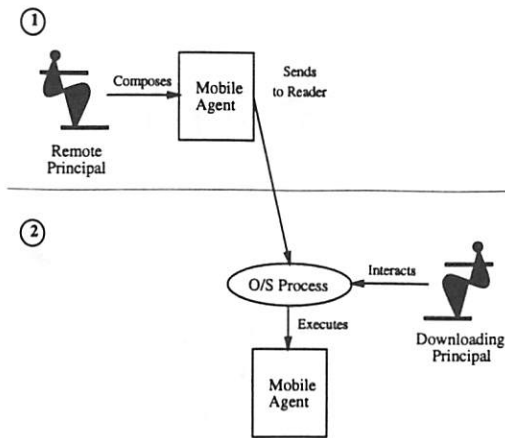 1
Composes
Mobile
Agent
Sends
to Reader
Remote
Principal
2
O/S Process
Interacts
Executes
Downloading
Principal
Mobile
Agent